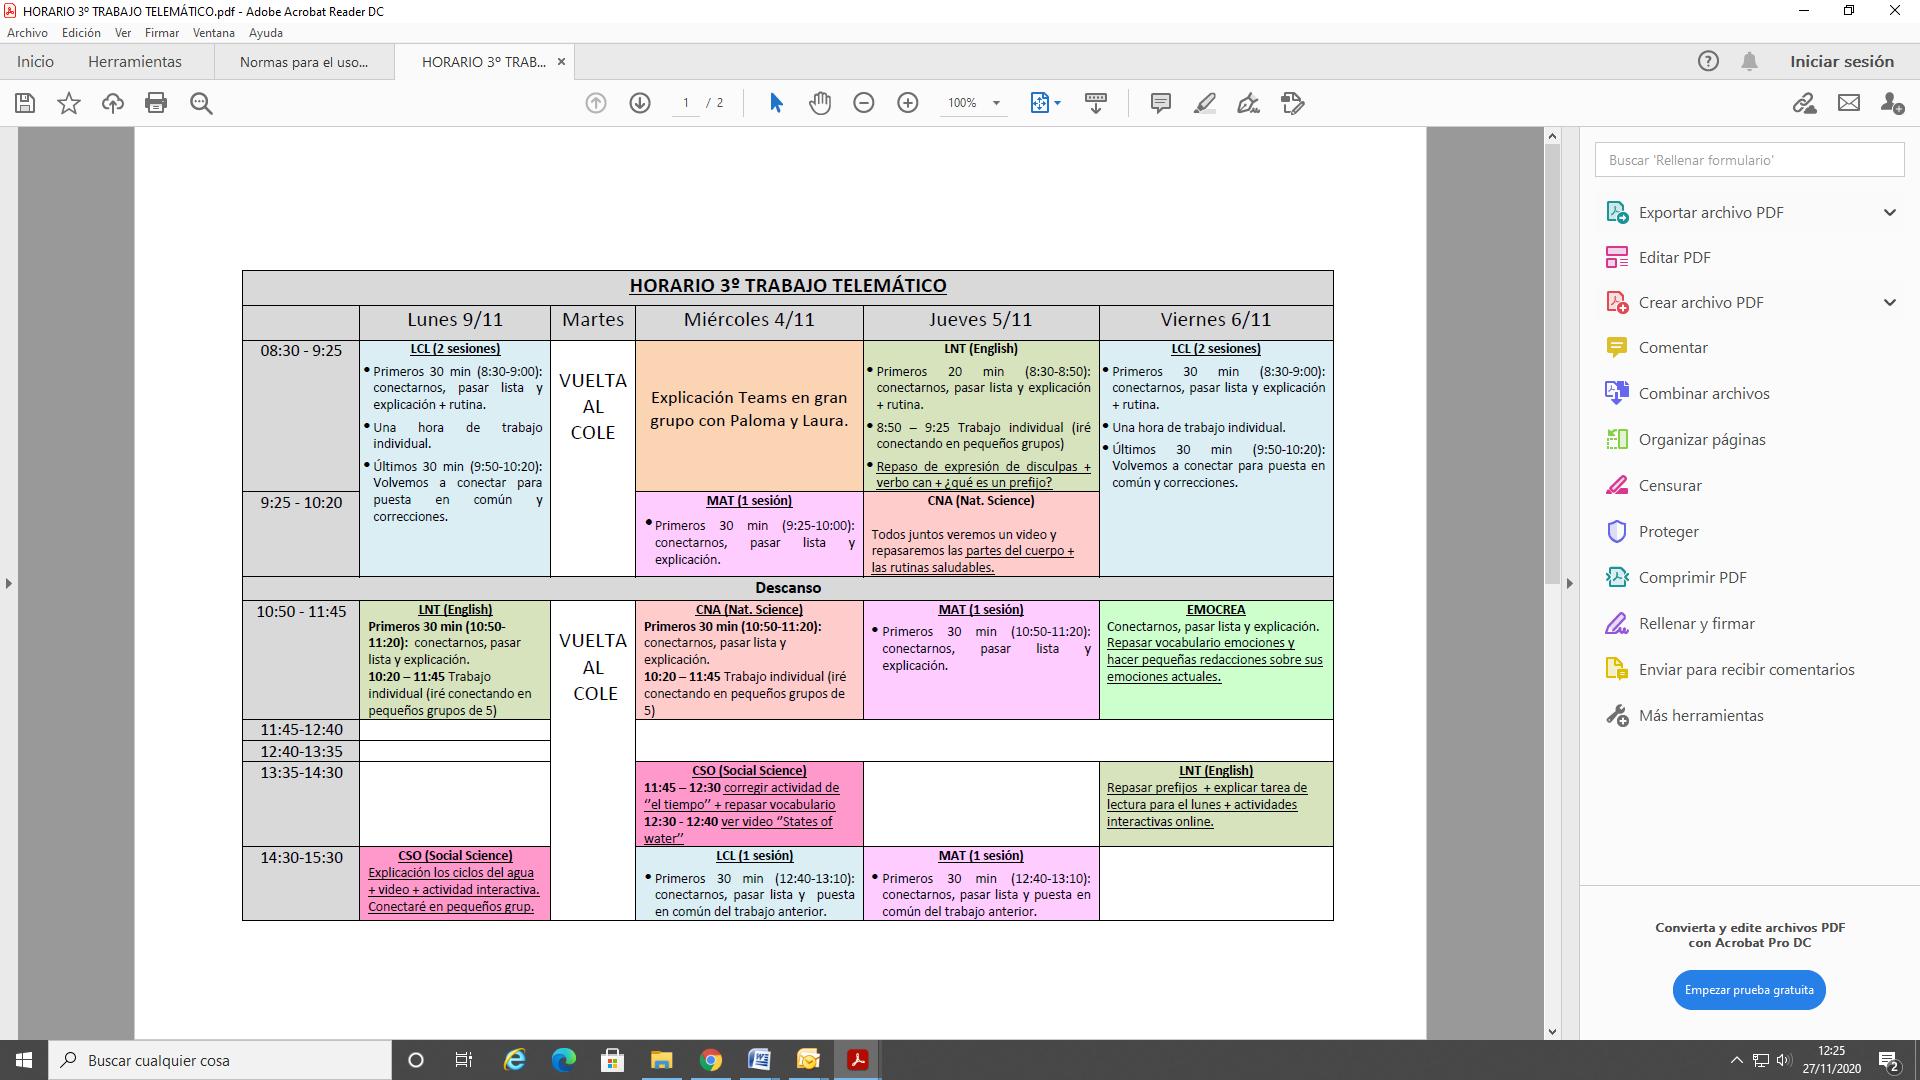 HORARIO 3º TRABAJO TELEMÁTICO.pdf - Adobe Acrobat Reader DC
Archivo Edición Ver Firmar Ventana Ayuda
Inicio Herramientas Normas para el uso... HORARIO 3º TRAB... Iniciar sesión
1 / 2 100%
Buscar 'Rellenar formulario'
Exportar archivo PDF
Editar PDF
Crear archivo PDF
Comentar
Combinar archivos
Organizar páginas
Censurar
Proteger
Comprimir PDF
Rellenar y firmar
Enviar para recibir comentarios
Más herramientas
Convierta y edite archivos PDF
con Acrobat Pro DC
Empezar prueba gratuita
HORARIO 3º TRABAJO TELEMÁTICO
Lunes 9/11 Martes Miércoles 4/11 Jueves 5/11 Viernes 6/11
08:30 - 9:25
LCL (2 sesiones)
• Primeros 30 min (8:30-9:00):
conectarnos, pasar lista y
explicación + rutina.
• Una hora de trabajo
individual.
• Últimos 30 min (9:50-10:20):
Volvemos a conectar para
puesta en común y
correcciones.
VUELTA
AL
COLE
Explicación Teams en gran
grupo con Paloma y Laura.
LNT (English)
• Primeros 20 min (8:30-8:50):
conectarnos, pasar lista y explicación
+ rutina.
• 8:50 – 9:25 Trabajo individual (iré
conectando en pequeños grupos)
• Repaso de expresión de disculpas +
verbo can + ¿qué es un prefijo?
LCL (2 sesiones)
• Primeros 30 min (8:30-9:00):
conectarnos, pasar lista y explicación
+ rutina.
• Una hora de trabajo individual.
• Últimos 30 min (9:50-10:20):
Volvemos a conectar para puesta en
común y correcciones.
9:25 - 10:20
MAT (1 sesión)
• Primeros 30 min (9:25-10:00):
conectarnos, pasar lista y
explicación.
CNA (Nat. Science)
Todos juntos veremos un video y
repasaremos las partes del cuerpo +
las rutinas saludables.
Descanso
10:50 - 11:45
LNT (English)
Primeros 30 min (10:50-
11:20): conectarnos, pasar
lista y explicación.
10:20 – 11:45 Trabajo
individual (iré conectando en
pequeños grupos de 5)
VUELTA
AL
COLE
CNA (Nat. Science)
Primeros 30 min (10:50-11:20):
conectarnos, pasar lista y
explicación.
10:20 – 11:45 Trabajo individual (iré
conectando en pequeños grupos de
5)
MAT (1 sesión)
• Primeros 30 min (10:50-11:20):
conectarnos, pasar lista y
explicación.
EMOCREA
Conectarnos, pasar lista y explicación.
Repasar vocabulario emociones y
hacer pequeñas redacciones sobre sus
emociones actuales.
11:45-12:40
12:40-13:35
13:35-14:30
CSO (Social Science)
11:45 – 12:30 corregir actividad de
“el tiempo” + repasar vocabulario
12:30 - 12:40 ver video “States of
water”
LNT (English)
Repasar prefijos + explicar tarea de
lectura para el lunes + actividades
interactivas online.
14:30-15:30
CSO (Social Science)
Explicación los ciclos del agua
+ video + actividad interactiva.
Conectaré en pequeños grup.
LCL (1 sesión)
• Primeros 30 min (12:40-13:10):
conectarnos, pasar lista y puesta
en común del trabajo anterior.
MAT (1 sesión)
• Primeros 30 min (12:40-13:10):
conectarnos, pasar lista y puesta en
común del trabajo anterior.
Buscar cualquier cosa
12:25
27/11/2020
2